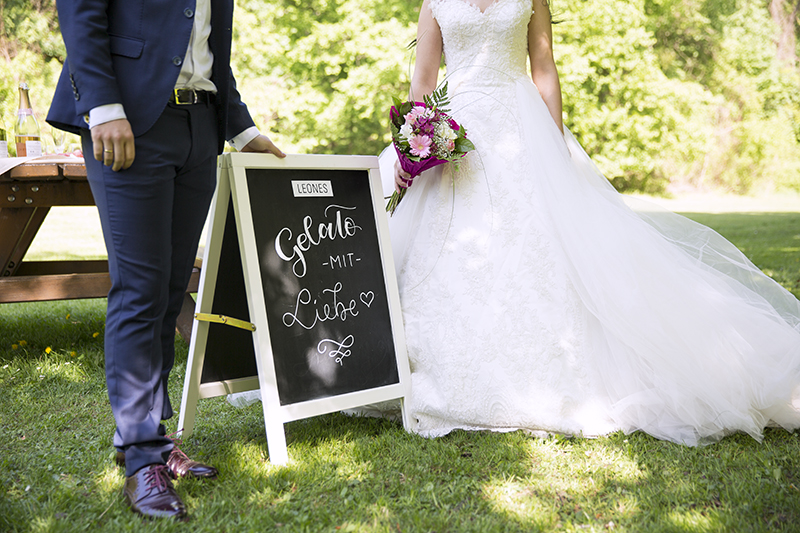 LEONES
Gelato
-MIT-
Liebe